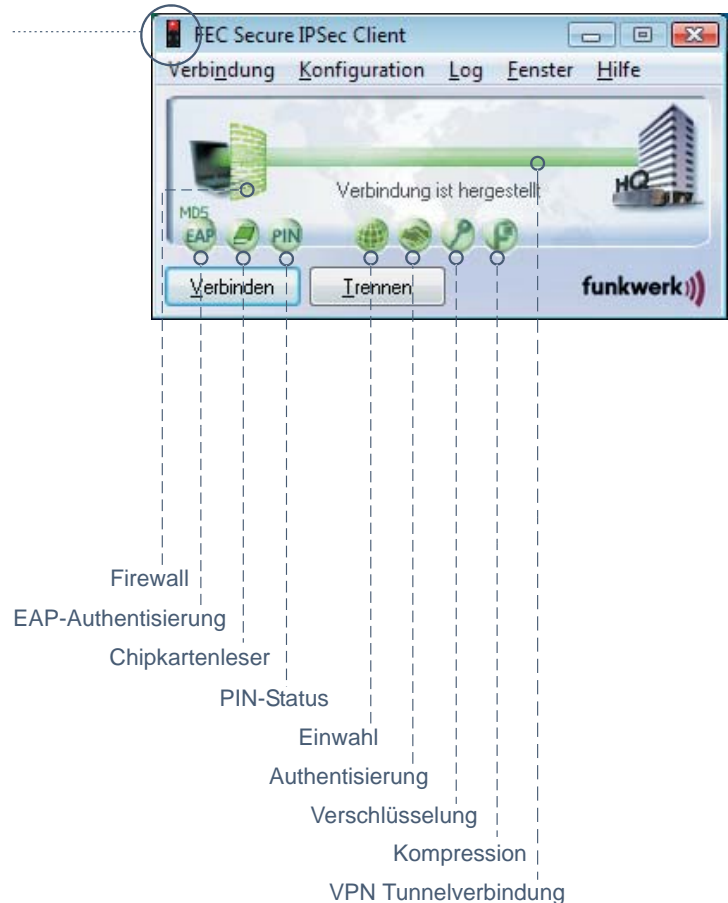 FEC Secure IPSec Client
Verbindung Konfiguration Log Fenster Hilfe
HQ
Verbindung ist hergestellt
MD5
EAP PIN
Verbinden Trennen funkwerk
Firewall
EAP-Authentisierung
Chipkartenleser
PIN-Status
Einwahl
Authentisierung
Verschlüsselung
Kompression
VPN Tunnelverbindung